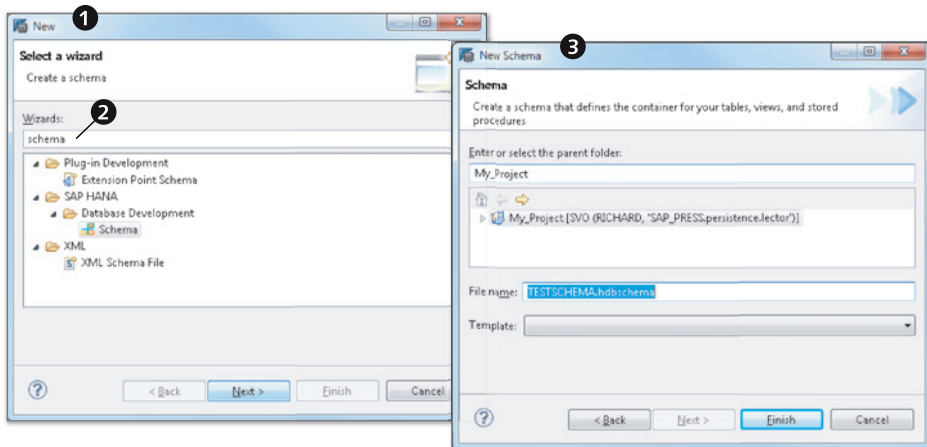 New
1
Select a wizard
Create a schema
2
Wizards:
schema
Plug-in Development
Extension Point Schema
SAP HANA
Database Development
Schema
XML
XML Schema File
?
< Back
Next >
Finish
Cancel
New Schema
3
Schema
Create a schema that defines the container for your tables, views, and stored
procedures
Enter or select the parent folder:
My_Project
My_Project [SVO (RICHARD, 'SAP_PRESS.persistence.lector')]
File name:
TESTSCHEMA.hdbschema
Template:
?
< Back
Next >
Finish
Cancel